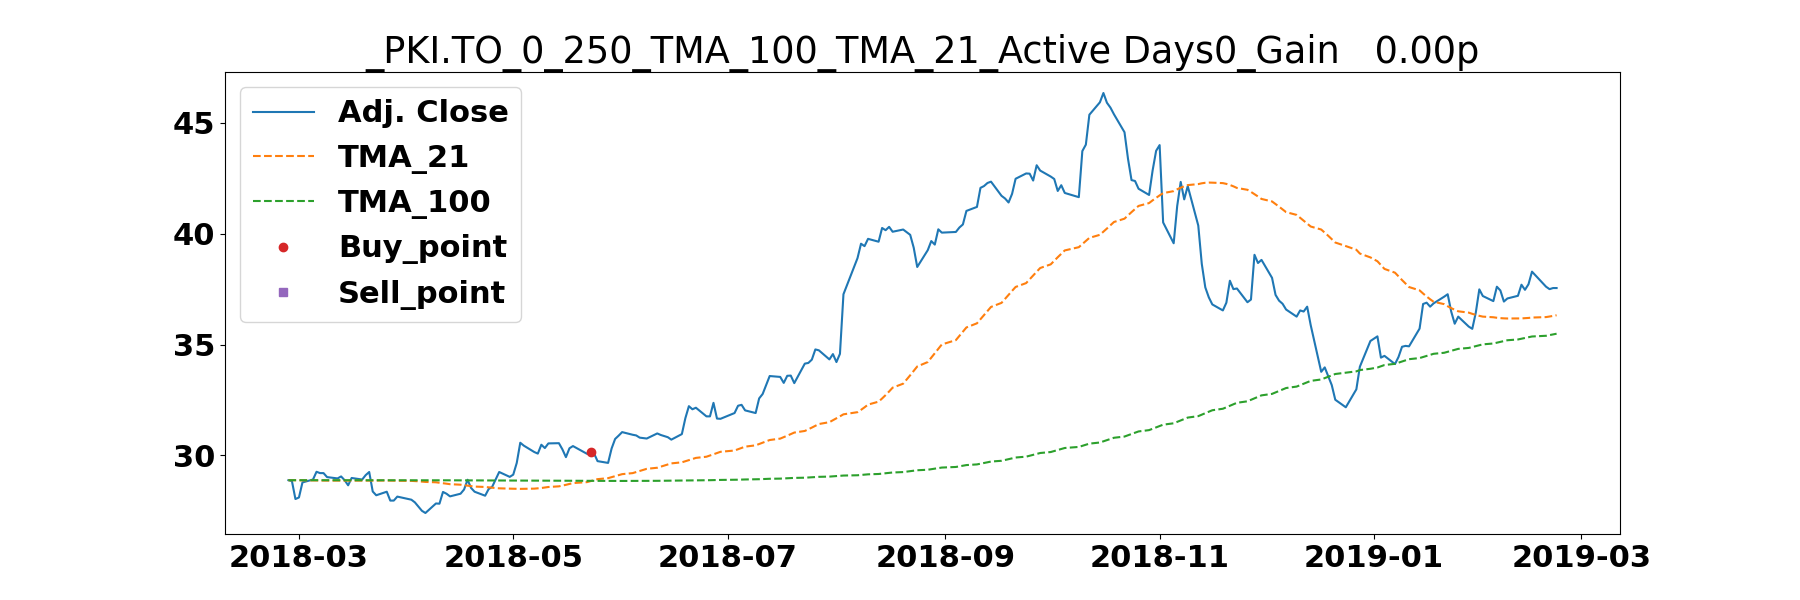 _PKI.TO_0_250_TMA_100_TMA_21_Active Days0_Gain   0.00p
Adj. Close
TMA_21
TMA_100
Buy_point
Sell_point
45
40
35
30
2018-03 2018-05 2018-07 2018-09 2018-11 2019-01 2019-03